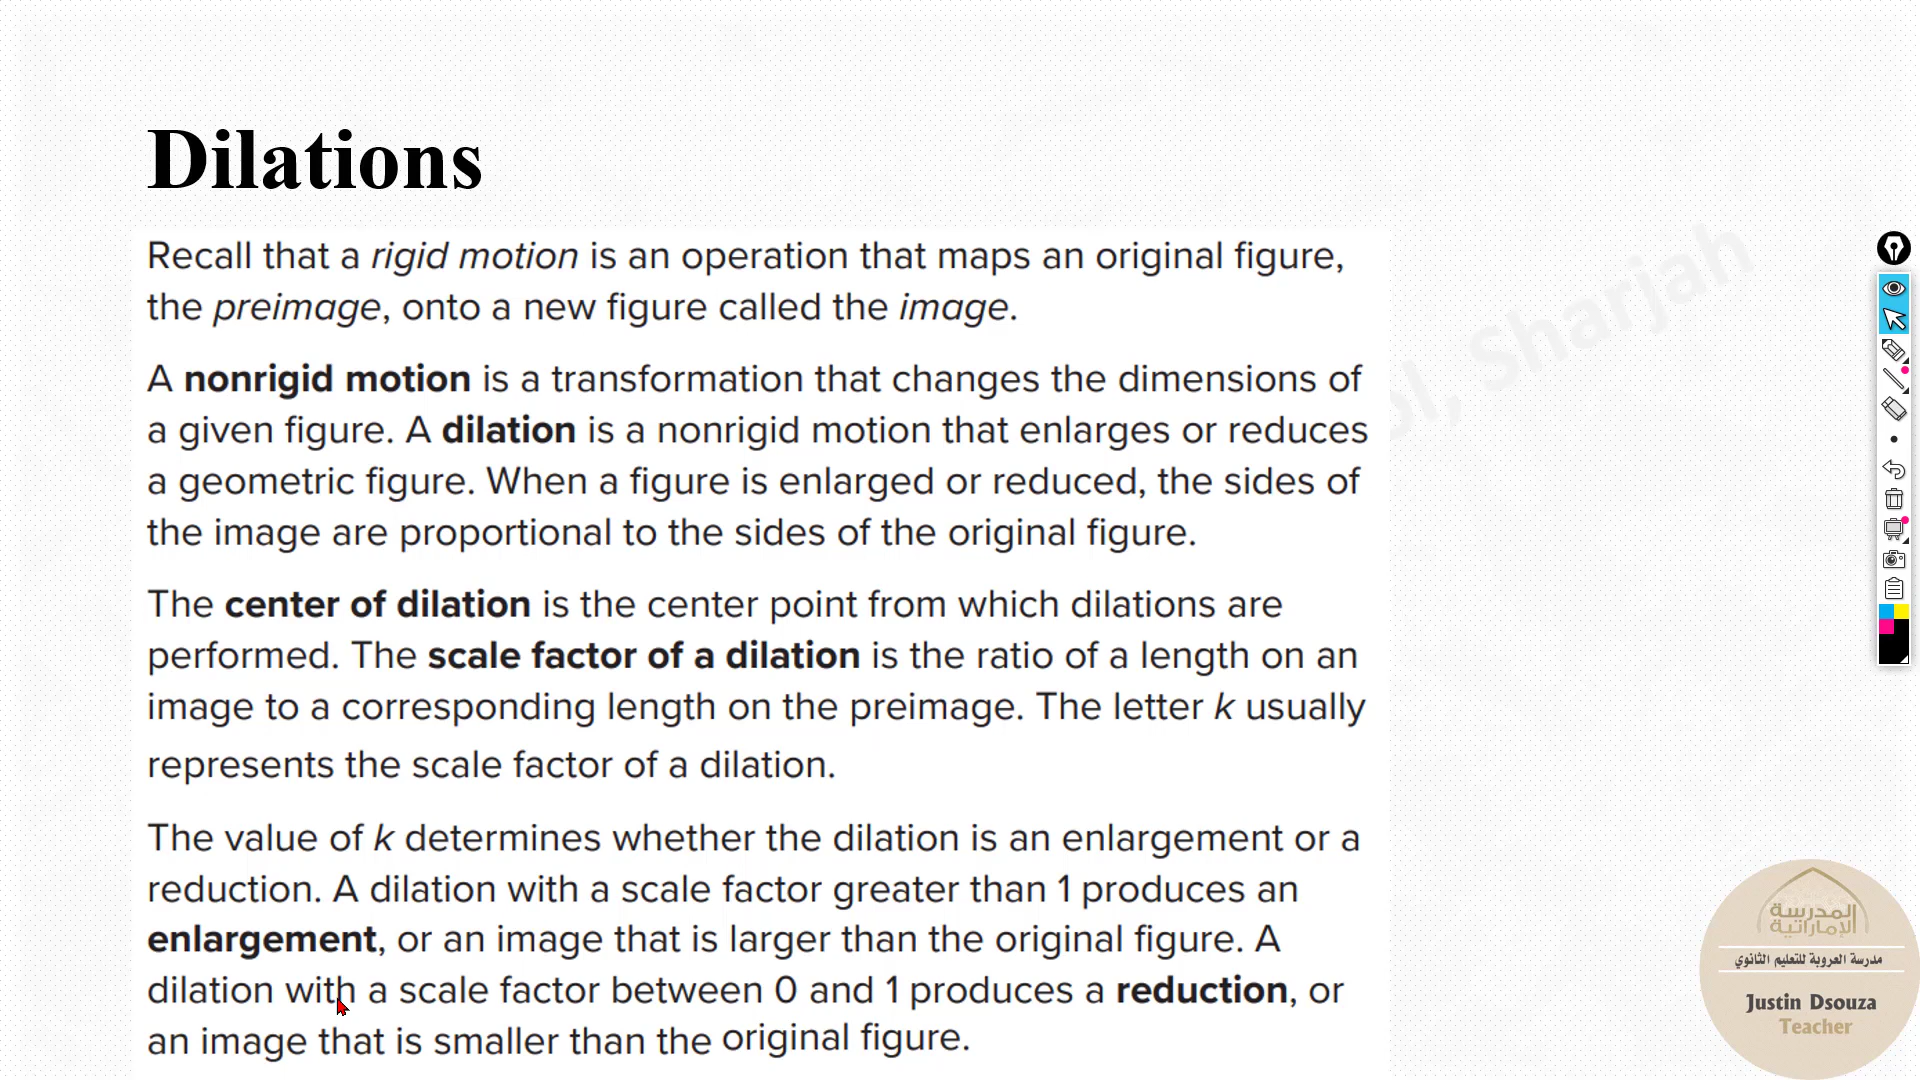 Dilations
Recall that a rigid motion is an operation that maps an original figure,
the preimage, onto a new figure called the image.
A nonrigid motion is a transformation that changes the dimensions of
a given figure. A dilation is a nonrigid motion that enlarges or reduces
a geometric figure. When a figure is enlarged or reduced, the sides of
the image are proportional to the sides of the original figure.
The center of dilation is the center point from which dilations are
performed. The scale factor of a dilation is the ratio of a length on an
image to a corresponding length on the preimage. The letter k usually
represents the scale factor of a dilation.
The value of k determines whether the dilation is an enlargement or a
reduction. A dilation with a scale factor greater than 1 produces an
enlargement, or an image that is larger than the original figure. A
dilation with a scale factor between 0 and 1 produces a reduction, or
an image that is smaller than the original figure.
Sharjah
المدرسة
الإماراتية
مدرسة العروبة للتعليم الثانوي
Justin Dsouza
Teacher